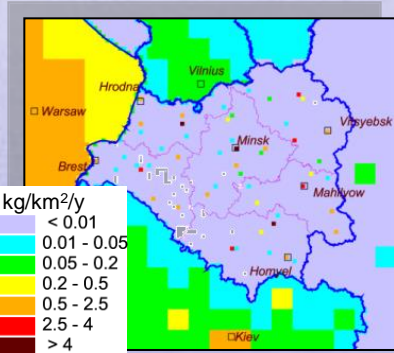 Vilnius
Hrodna
Warsaw
Vitsyebsk
Minsk
Brest
Mahilyow
kg/km²/y
< 0.01
0.01 - 0.05
0.05 - 0.2
0.2 - 0.5
0.5 - 2.5
2.5 - 4
> 4
Homyel
Kiev